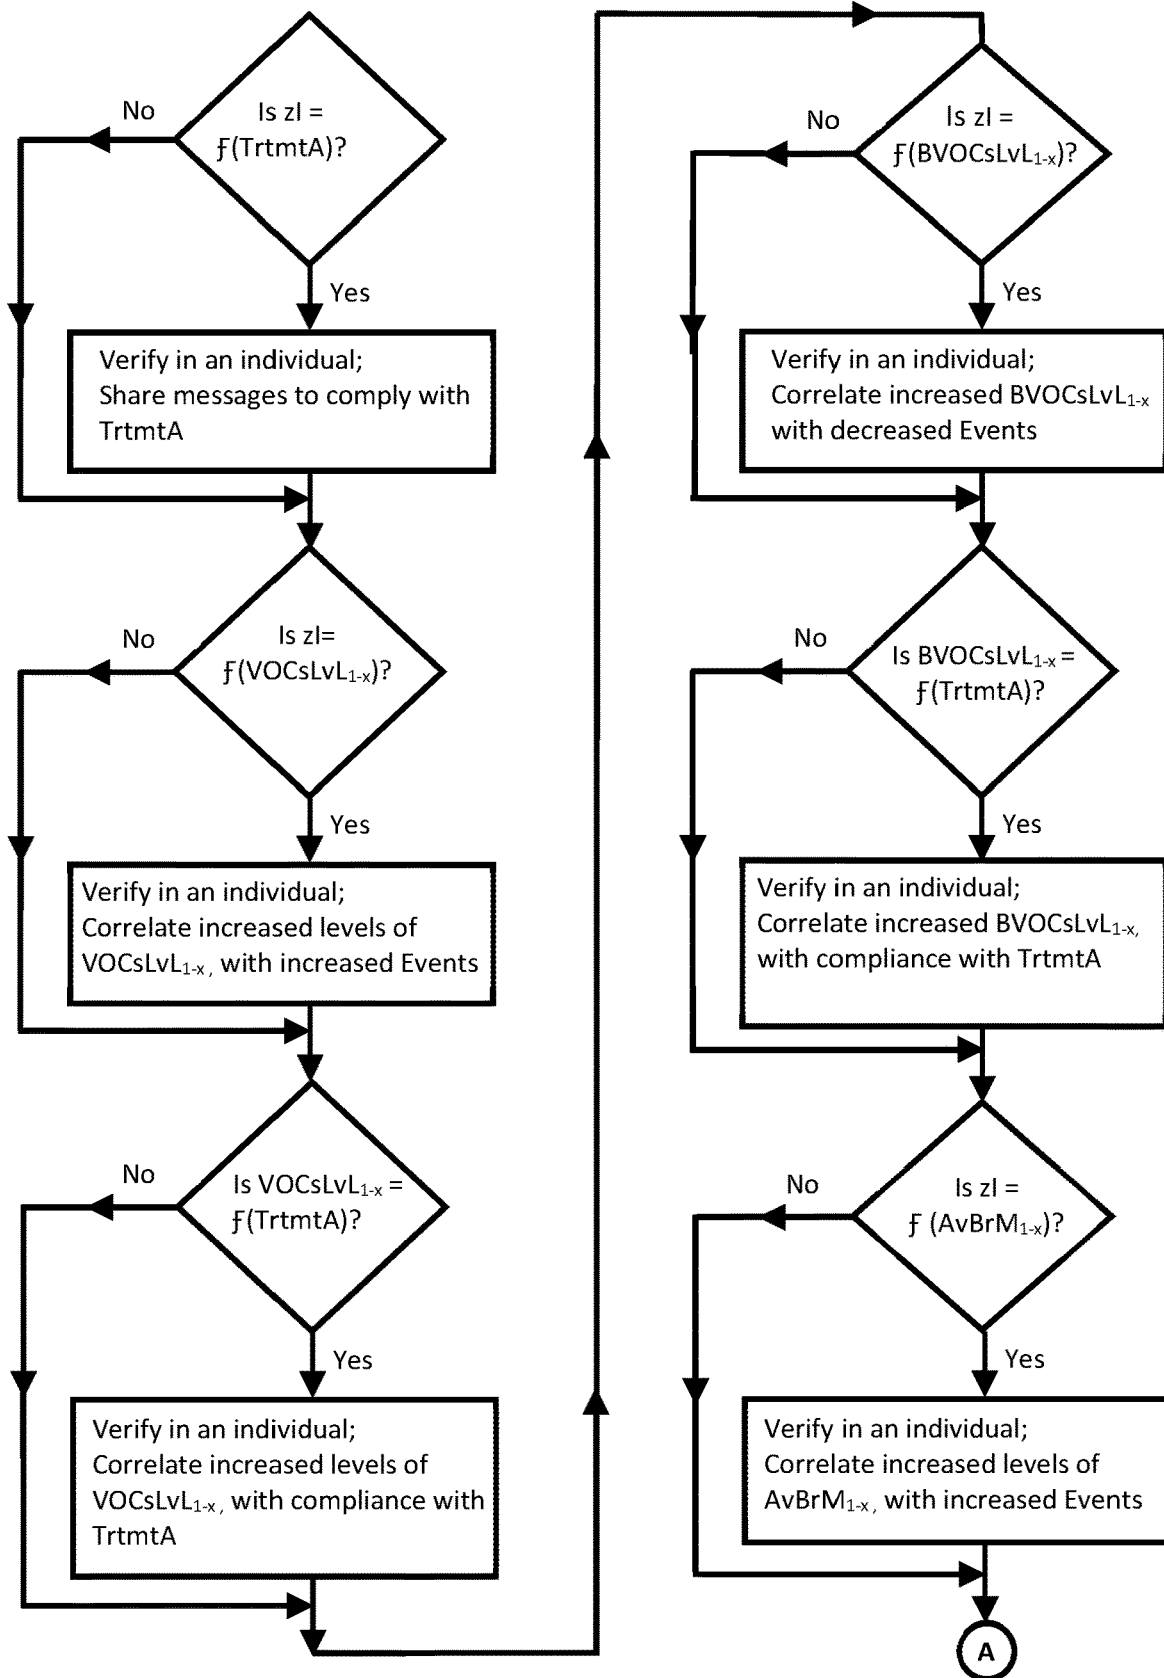 Is zI =
ƒ(TrtmtA)?
No
Yes
Verify in an individual;
Share messages to comply with
TrtmtA
Is zI=
ƒ(VOCsLvL₁₋ₓ)?
No
Yes
Verify in an individual;
Correlate increased levels of
VOCsLvL₁₋ₓ, with increased Events
Is VOCsLvL₁₋ₓ =
ƒ(TrtmtA)?
No
Yes
Verify in an individual;
Correlate increased levels of
VOCsLvL₁₋ₓ, with compliance with
TrtmtA
Is zI =
ƒ(BVOCsLvL₁₋ₓ)?
No
Yes
Verify in an individual;
Correlate increased BVOCsLvL₁₋ₓ
with decreased Events
Is BVOCsLvL₁₋ₓ =
ƒ(TrtmtA)?
No
Yes
Verify in an individual;
Correlate increased BVOCsLvL₁₋ₓ,
with compliance with TrtmtA
Is zI =
ƒ (AvBrM₁₋ₓ)?
No
Yes
Verify in an individual;
Correlate increased levels of
AvBrM₁₋ₓ, with increased Events
A